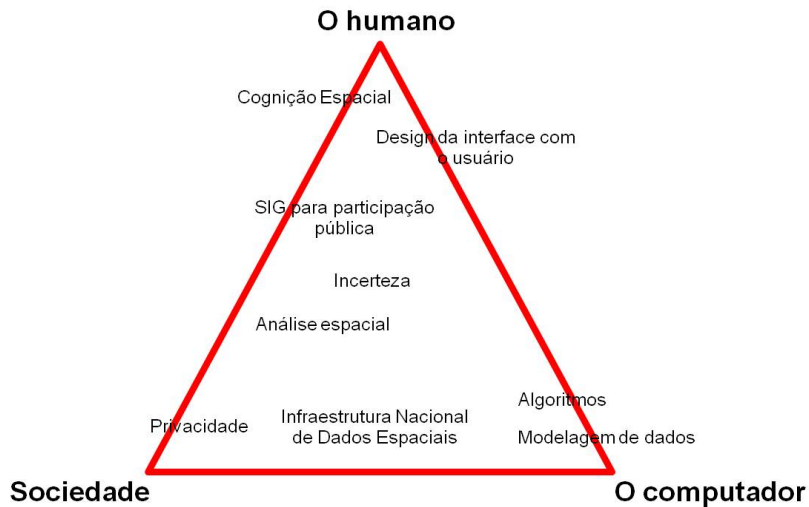 O humano
Cognição Espacial
Design da interface com
o usuário
SIG para participação
pública
Incerteza
Análise espacial
Algoritmos
Privacidade
Infraestrutura Nacional
de Dados Espaciais
Modelagem de dados
Sociedade
O computador